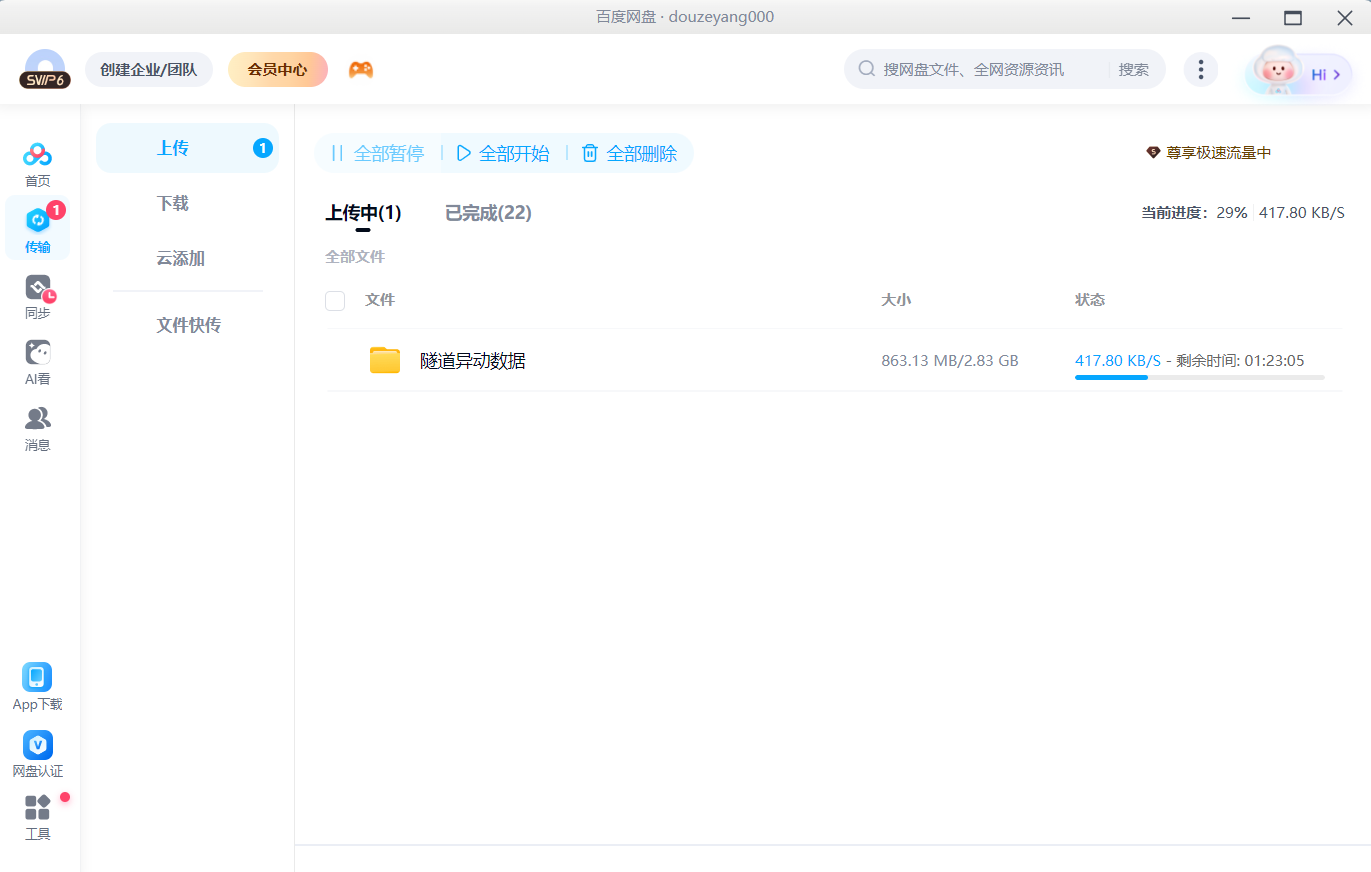 百度网盘 · douzeyang000
SVIP6
创建企业/团队
会员中心
搜网盘文件、全网资源资讯
搜索
Hi
首页
1
传输
同步
AI看
消息
App下载
网盘认证
工具
上传
1
下载
云添加
文件快传
全部暂停
全部开始
全部删除
S 尊享极速流量中
上传中(1)
已完成(22)
当前进度：29% 417.80 KB/S
全部文件
文件 大小 状态
隧道异动数据 863.13 MB/2.83 GB 417.80 KB/S - 剩余时间: 01:23:05